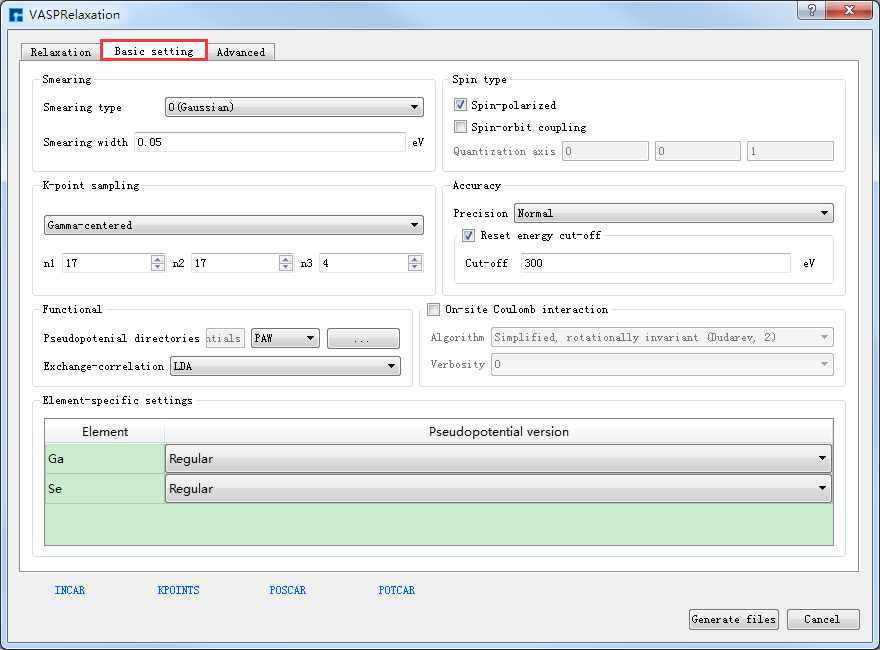 VASPRelaxation
?
Relaxation Basic setting Advanced
Smearing
Smearing type 0(Gaussian)
Smearing width 0.05 eV
Spin type
Spin-polarized
Spin-orbit coupling
Quantization axis 0 0 1
K-point sampling
Gamma-centered
n1 17 n2 17 n3 4
Accuracy
Precision Normal
Reset energy cut-off
Cut-off 300 eV
Functional
Pseudopotenial directories ntials PAW ...
Exchange-correlation LDA
On-site Coulomb interaction
Algorithm Simplified, rotationally invariant (Dudarev, 2)
Verbosity 0
Element-specific settings
Element Pseudopotential version
Ga Regular
Se Regular
INCAR KPOINTS POSCAR POTCAR
Generate files Cancel